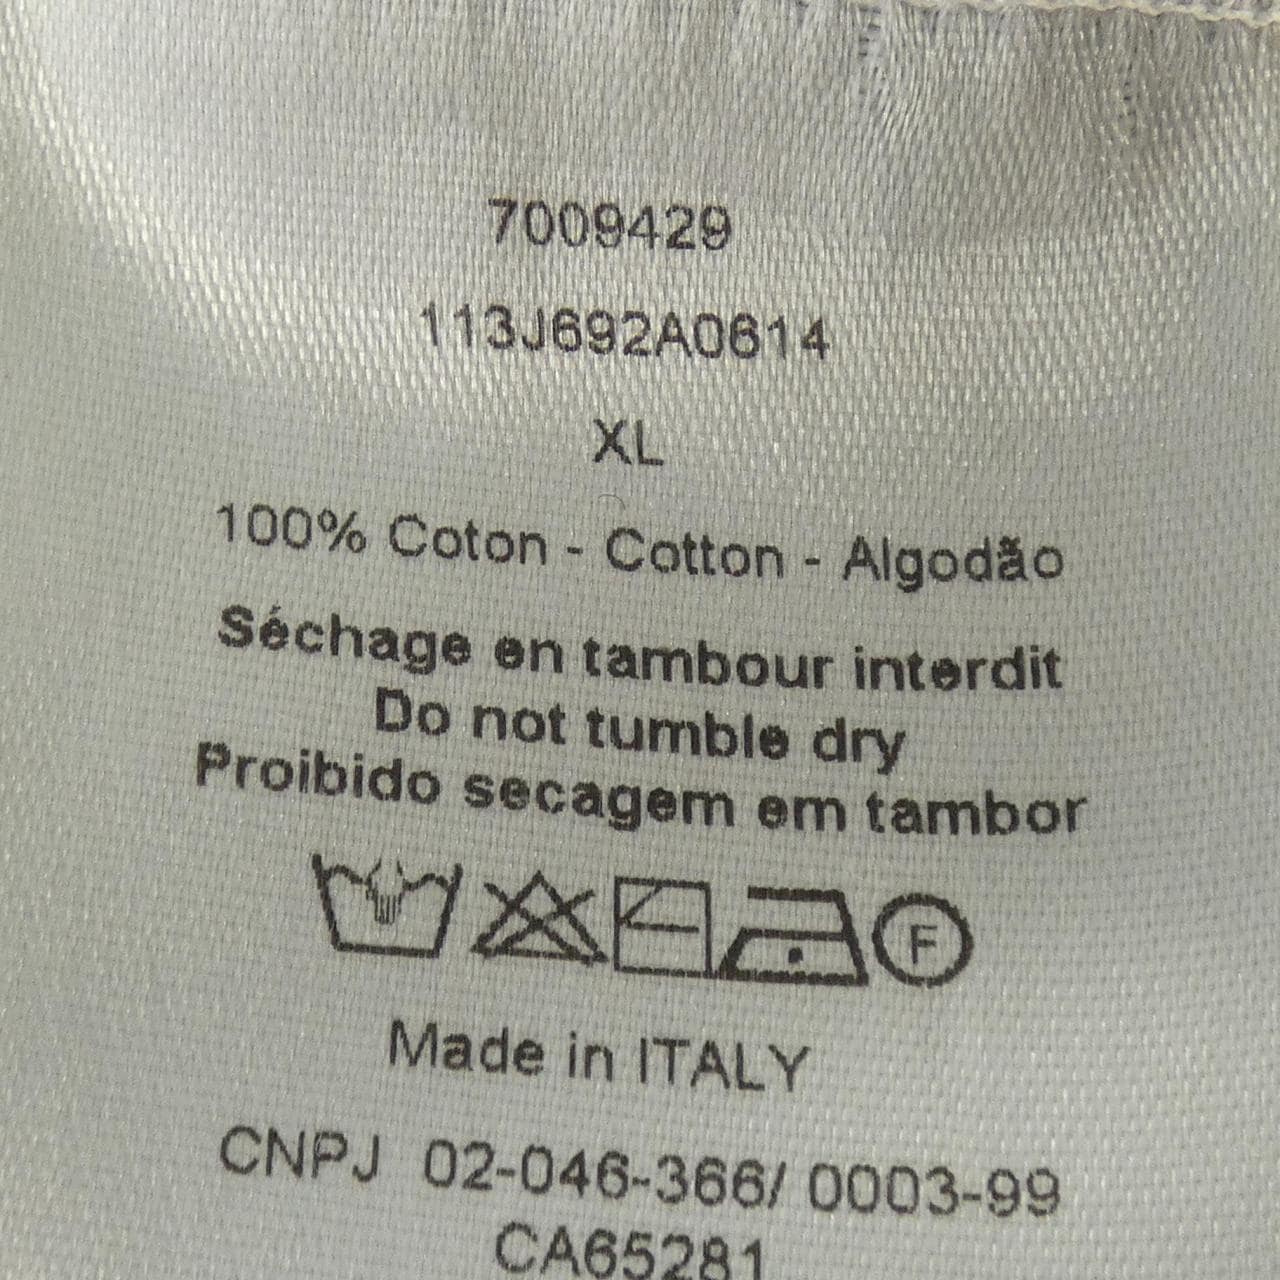 7009429
113J692A0614
XL
100% Coton - Cotton - Algodão
Séchage en tambour interdit
Do not tumble dry
Proibido secagem em tambor
F
Made in ITALY
CNPJ 02-046-366/ 0003-99
CA65281